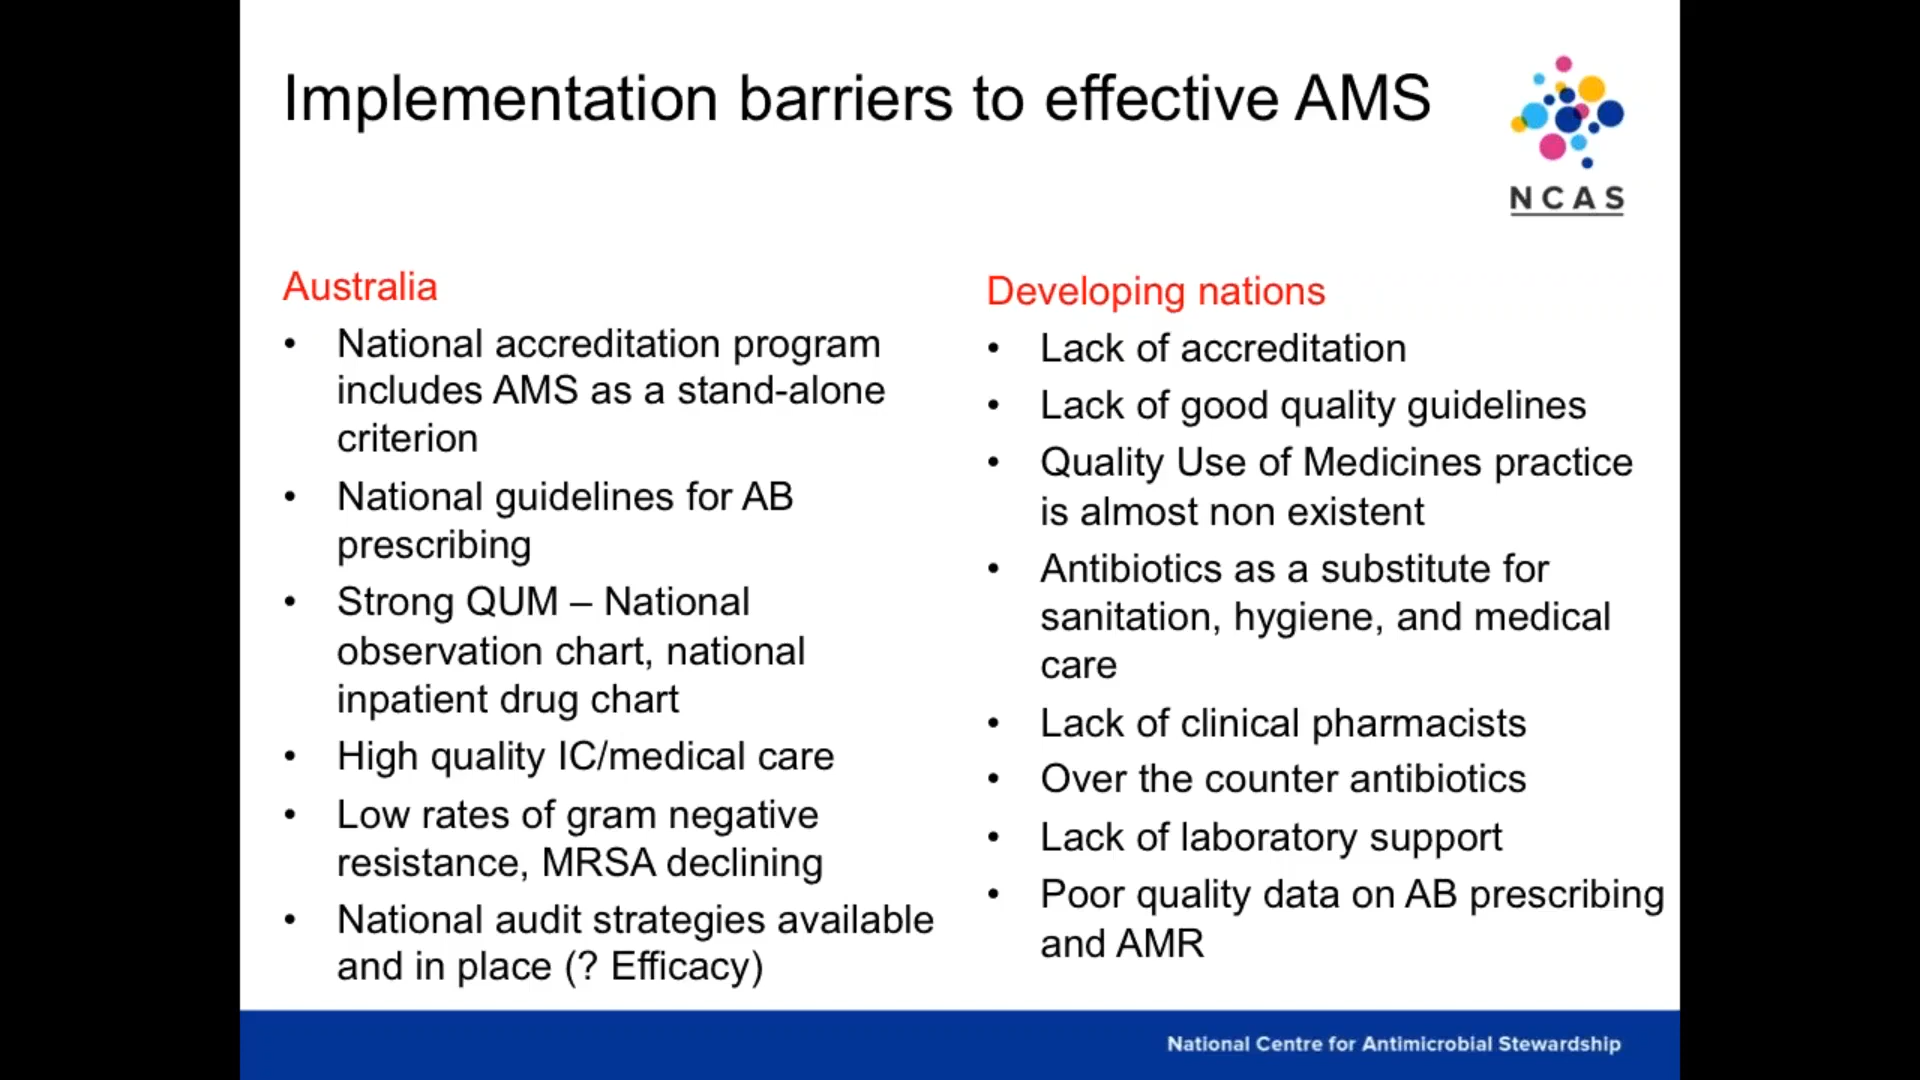 Implementation barriers to effective AMS
NCAS
Australia
• National accreditation program
includes AMS as a stand-alone
criterion
• National guidelines for AB
prescribing
• Strong QUM – National
observation chart, national
inpatient drug chart
• High quality IC/medical care
• Low rates of gram negative
resistance, MRSA declining
• National audit strategies available
and in place (? Efficacy)
Developing nations
• Lack of accreditation
• Lack of good quality guidelines
• Quality Use of Medicines practice
is almost non existent
• Antibiotics as a substitute for
sanitation, hygiene, and medical
care
• Lack of clinical pharmacists
• Over the counter antibiotics
• Lack of laboratory support
• Poor quality data on AB prescribing
and AMR
National Centre for Antimicrobial Stewardship